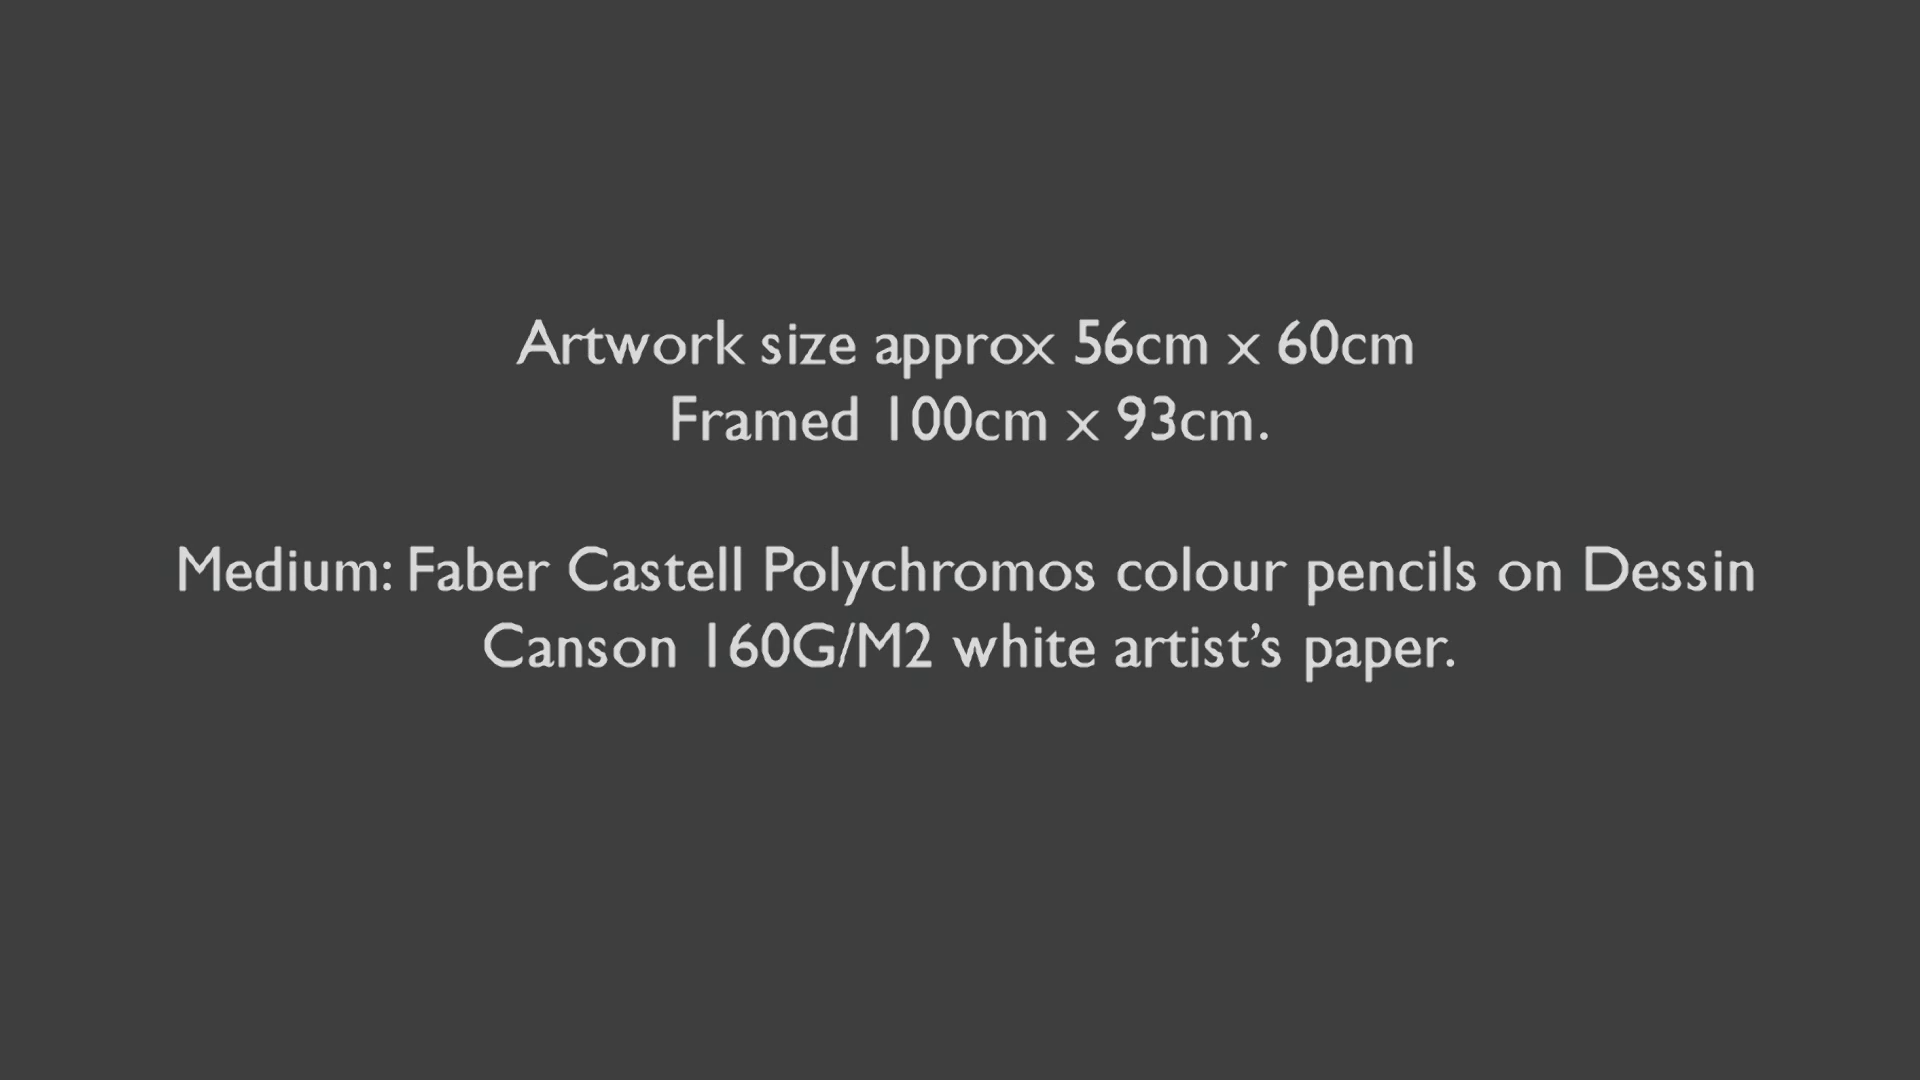 Artwork size approx 56cm x 60cm
Framed 100cm x 93cm.
Medium: Faber Castell Polychromos colour pencils on Dessin
Canson 160G/M2 white artist’s paper.